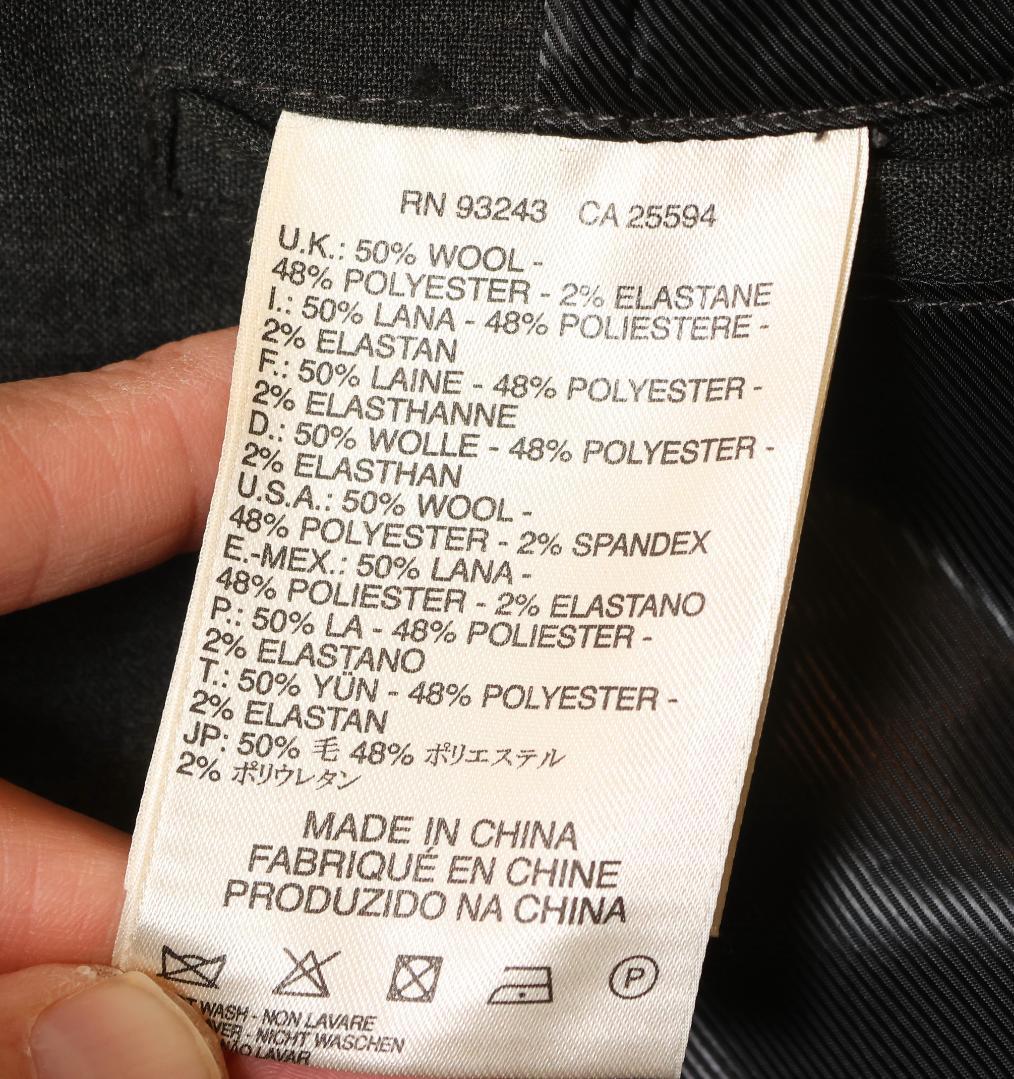 RN 93243 CA 25594
U.K.: 50% WOOL -
48% POLYESTER - 2% ELASTANE
I.: 50% LANA - 48% POLIESTERE -
2% ELASTAN
F.: 50% LAINE - 48% POLYESTER -
2% ELASTHANNE
D.: 50% WOLLE - 48% POLYESTER -
2% ELASTHAN
U.S.A.: 50% WOOL -
48% POLYESTER - 2% SPANDEX
E.-MEX.: 50% LANA -
48% POLIESTER - 2% ELASTANO
P.: 50% LA - 48% POLIESTER -
2% ELASTANO
T.: 50% YÜN - 48% POLYESTER -
2% ELASTAN
JP: 50% 毛 48% ポリエステル
2% ポリウレタン
MADE IN CHINA
FABRIQUÉ EN CHINE
PRODUZIDO NA CHINA
P
WASH - NON LAVARE
- NICHT WASCHEN
NÃO LAVAR